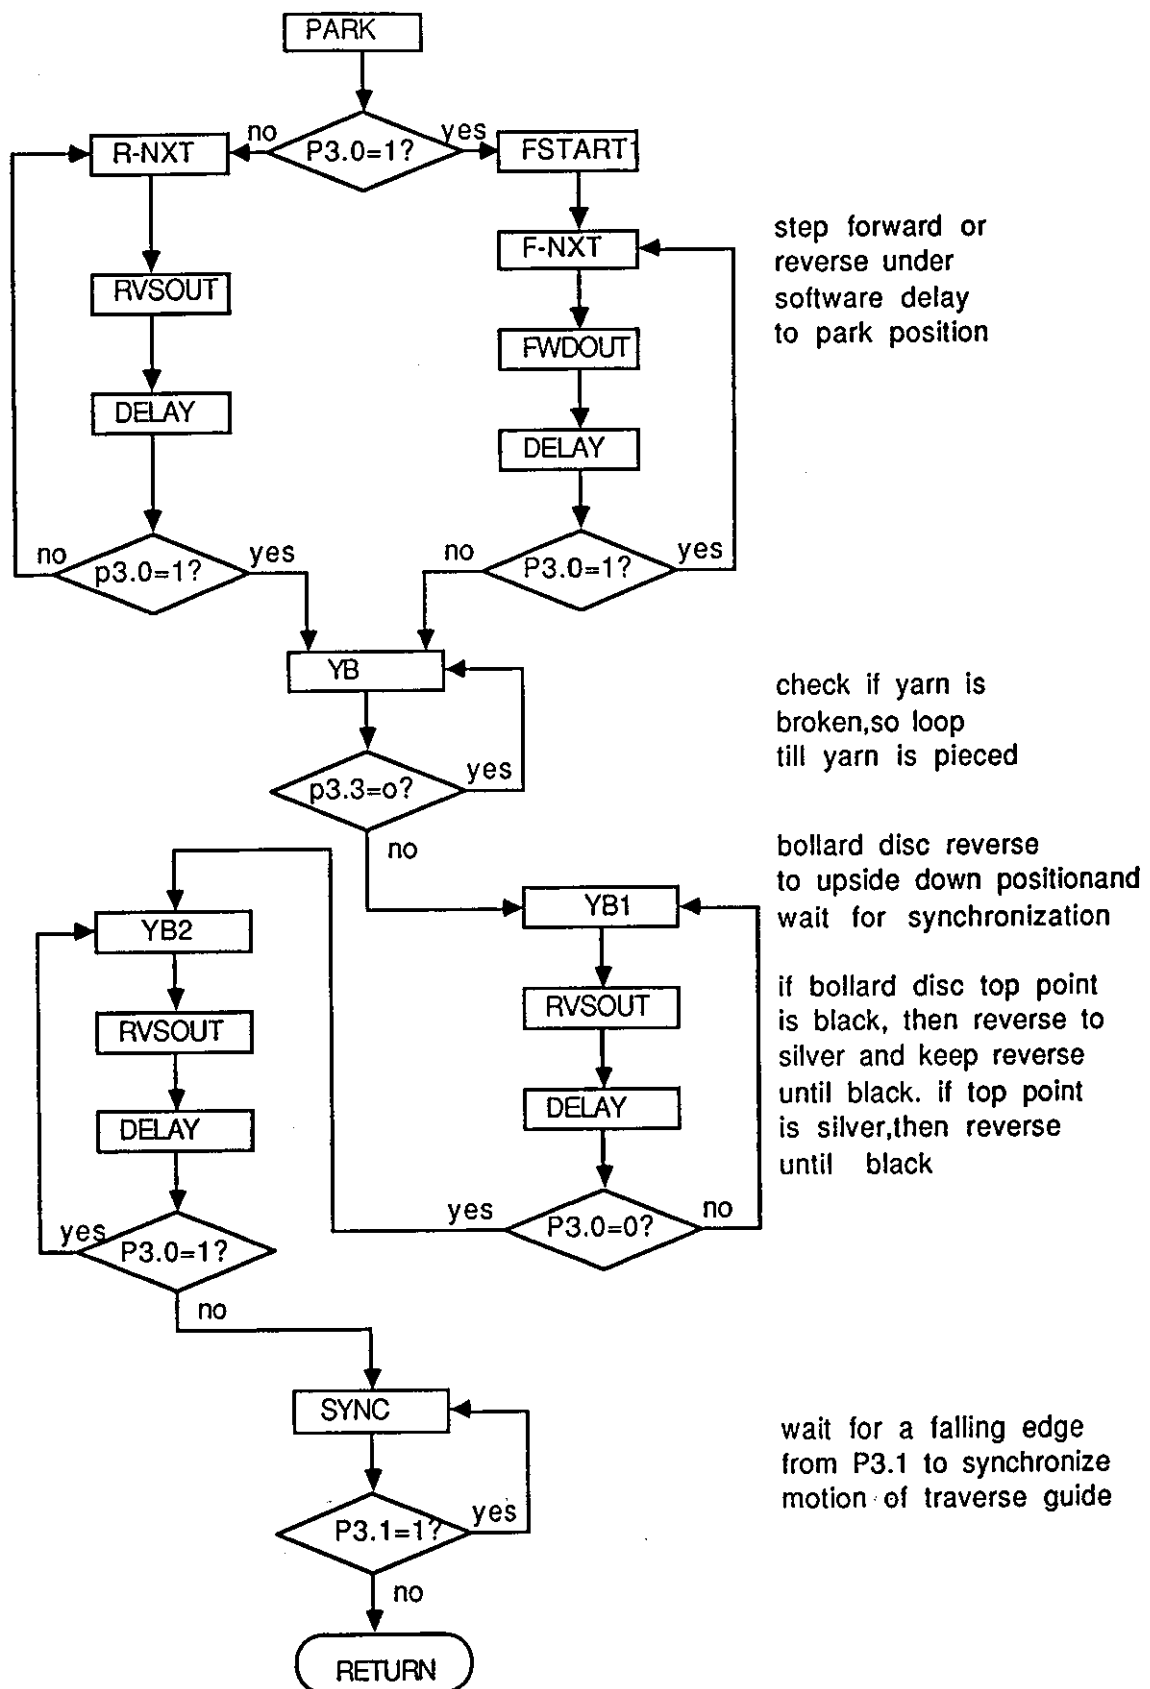 PARK
no
P3.0=1?
yes
R-NXT
FSTART
F-NXT
step forward or
reverse under
software delay
to park position
RVSOUT
FWDOUT
DELAY
DELAY
no
p3.0=1?
yes
no
P3.0=1?
yes
YB
check if yarn is
broken,so loop
till yarn is pieced
p3.3=o?
yes
no
bollard disc reverse
to upside down positionand
wait for synchronization
YB1
YB2
RVSOUT
RVSOUT
if bollard disc top point
is black, then reverse to
silver and keep reverse
until black. if top point
is silver,then reverse
until black
DELAY
DELAY
yes
P3.0=0?
no
yes
P3.0=1?
no
SYNC
wait for a falling edge
from P3.1 to synchronize
motion of traverse guide
P3.1=1?
yes
no
RETURN